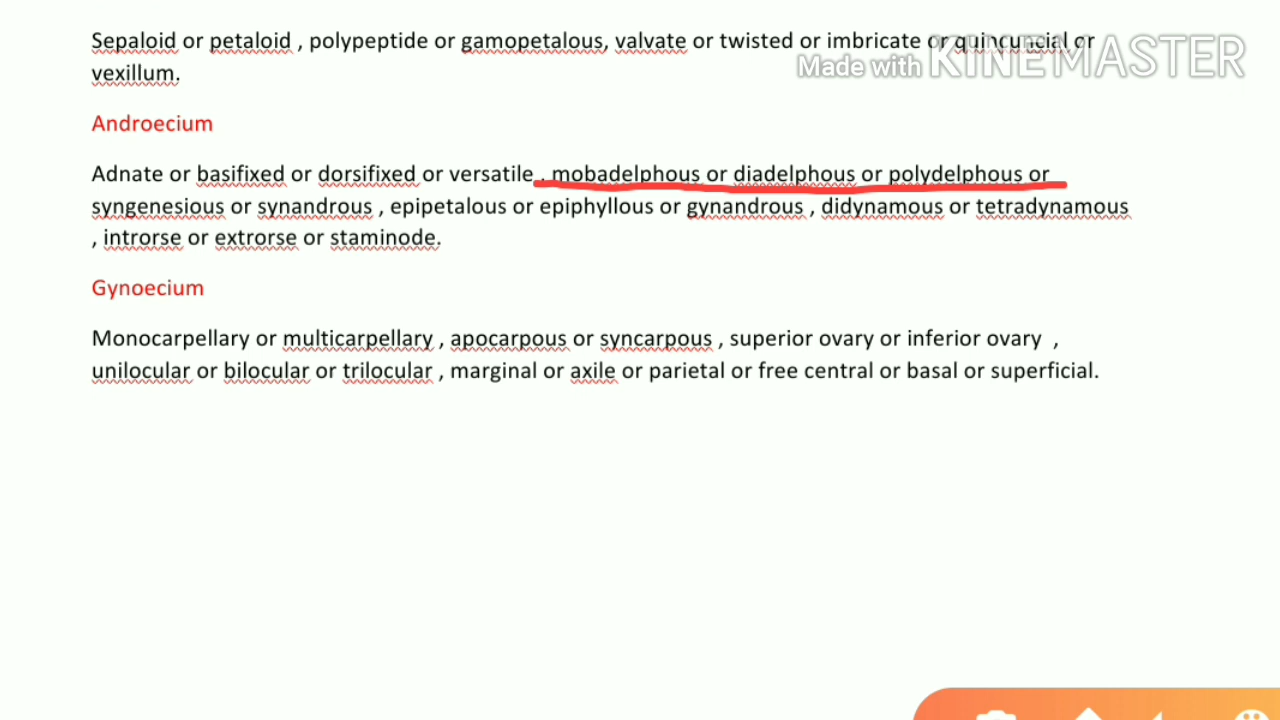 Sepaloid or petaloid , polypeptide or gamopetalous, valvate or twisted or imbricate or quincuncial or
Made with KINEMASTER
vexillum.
Androecium
Adnate or basifixed or dorsifixed or versatile , mobadelphous or diadelphous or polydelphous or
syngenesious or synandrous , epipetalous or epiphyllous or gynandrous , didynamous or tetradynamous
, introrse or extrorse or staminode.
Gynoecium
Monocarpellary or multicarpellary , apocarpous or syncarpous , superior ovary or inferior ovary ,
unilocular or bilocular or trilocular , marginal or axile or parietal or free central or basal or superficial.